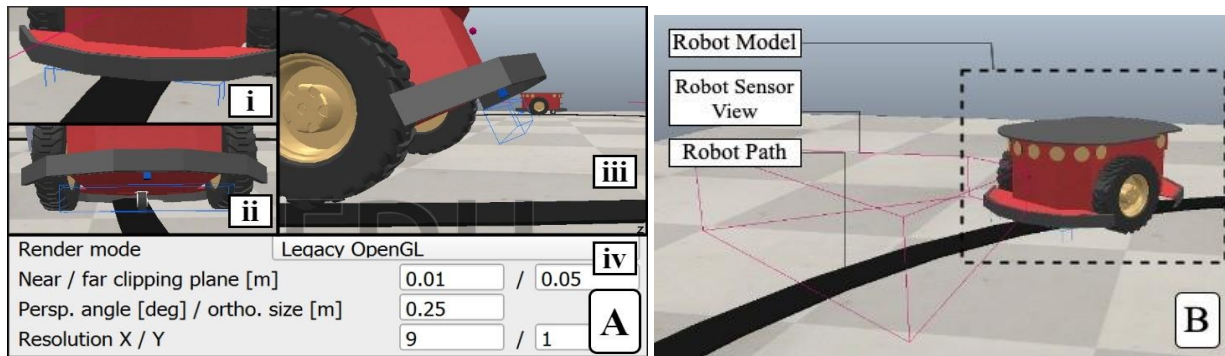 i
ii
iii
EDU
z
Render mode Legacy OpenGL iv
Near / far clipping plane [m] 0.01 / 0.05
Persp. angle [deg] / ortho. size [m] 0.25
Resolution X / Y 9 / 1
A
Robot Model
Robot Sensor
View
Robot Path
B